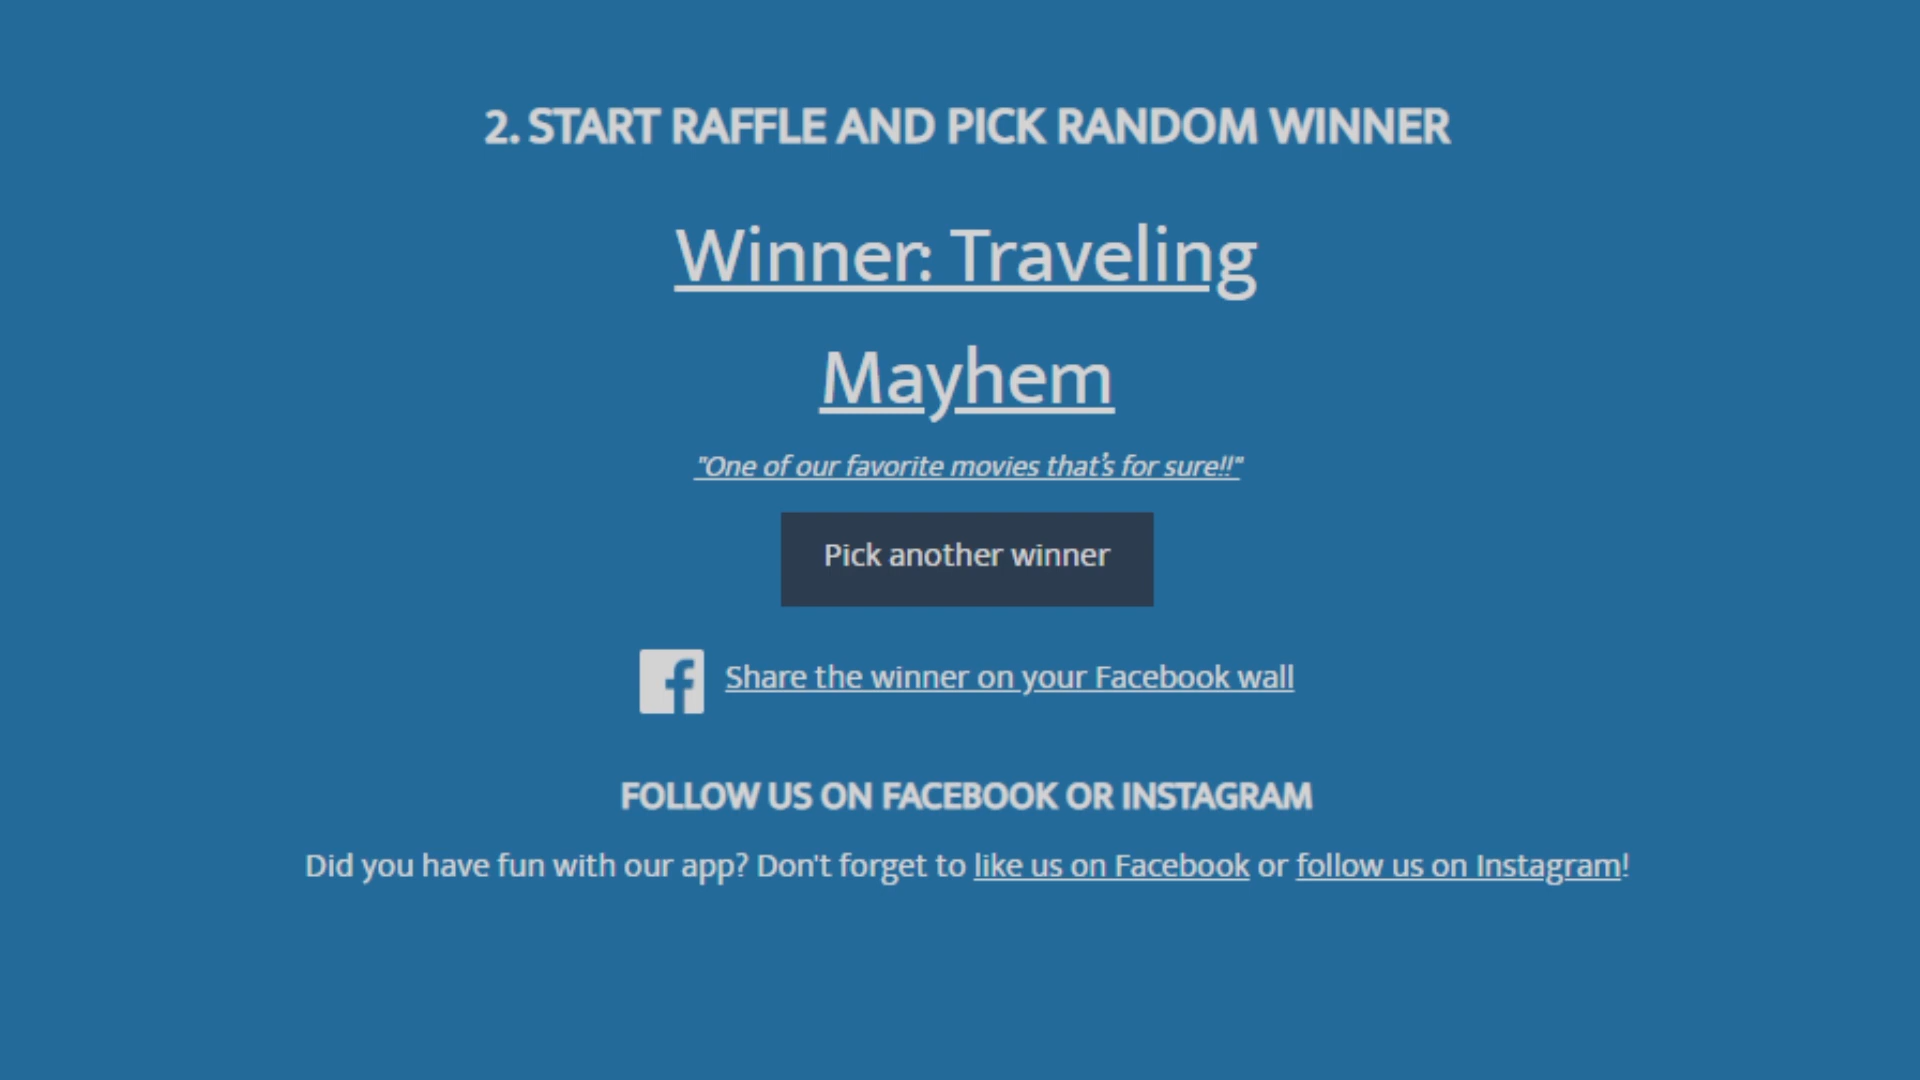 2. START RAFFLE AND PICK RANDOM WINNER
Winner: Traveling
Mayhem
"One of our favorite movies that's for sure!!"
Pick another winner
Share the winner on your Facebook wall
FOLLOW US ON FACEBOOK OR INSTAGRAM
Did you have fun with our app? Don't forget to like us on Facebook or follow us on Instagram!